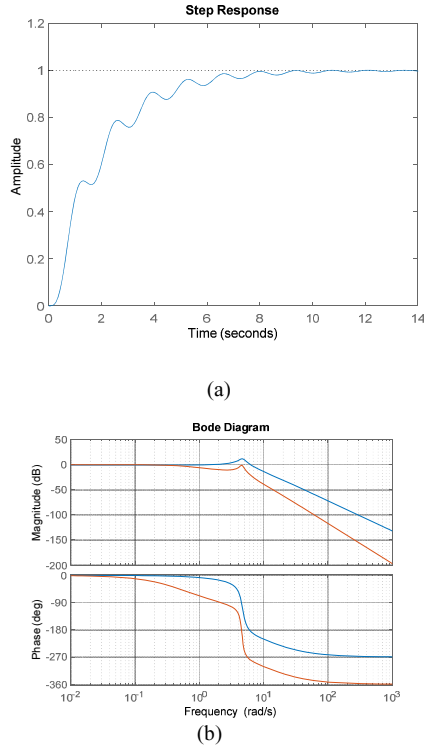 Step Response
1.2
1
0.8
0.6
0.4
0.2
0
Amplitude
0 2 4 6 8 10 12 14
Time (seconds)
(a)
Bode Diagram
50
0
-50
-100
-150
-200
Magnitude (dB)
0
-90
-180
-270
-360
Phase (deg)
10^-2 10^-1 10^0 10^1 10^2 10^3
Frequency (rad/s)
(b)